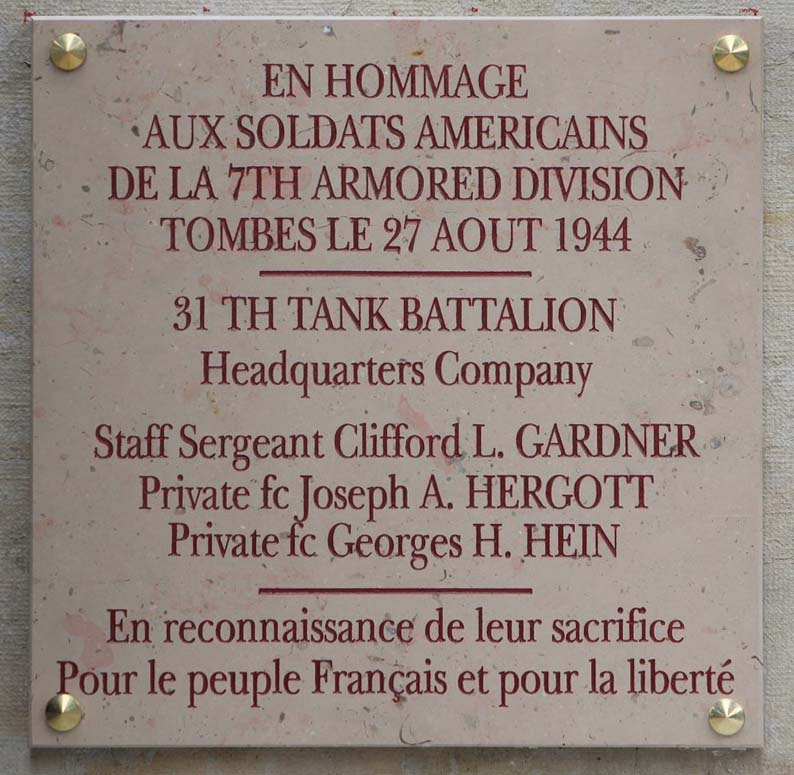 EN HOMMAGE
AUX SOLDATS AMERICAINS
DE LA 7TH ARMORED DIVISION
TOMBES LE 27 AOUT 1944
31 TH TANK BATTALION
Headquarters Company
Staff Sergeant Clifford L. GARDNER
Private fc Joseph A. HERGOTT
Private fc Georges H. HEIN
En reconnaissance de leur sacrifice
Pour le peuple Français et pour la liberté